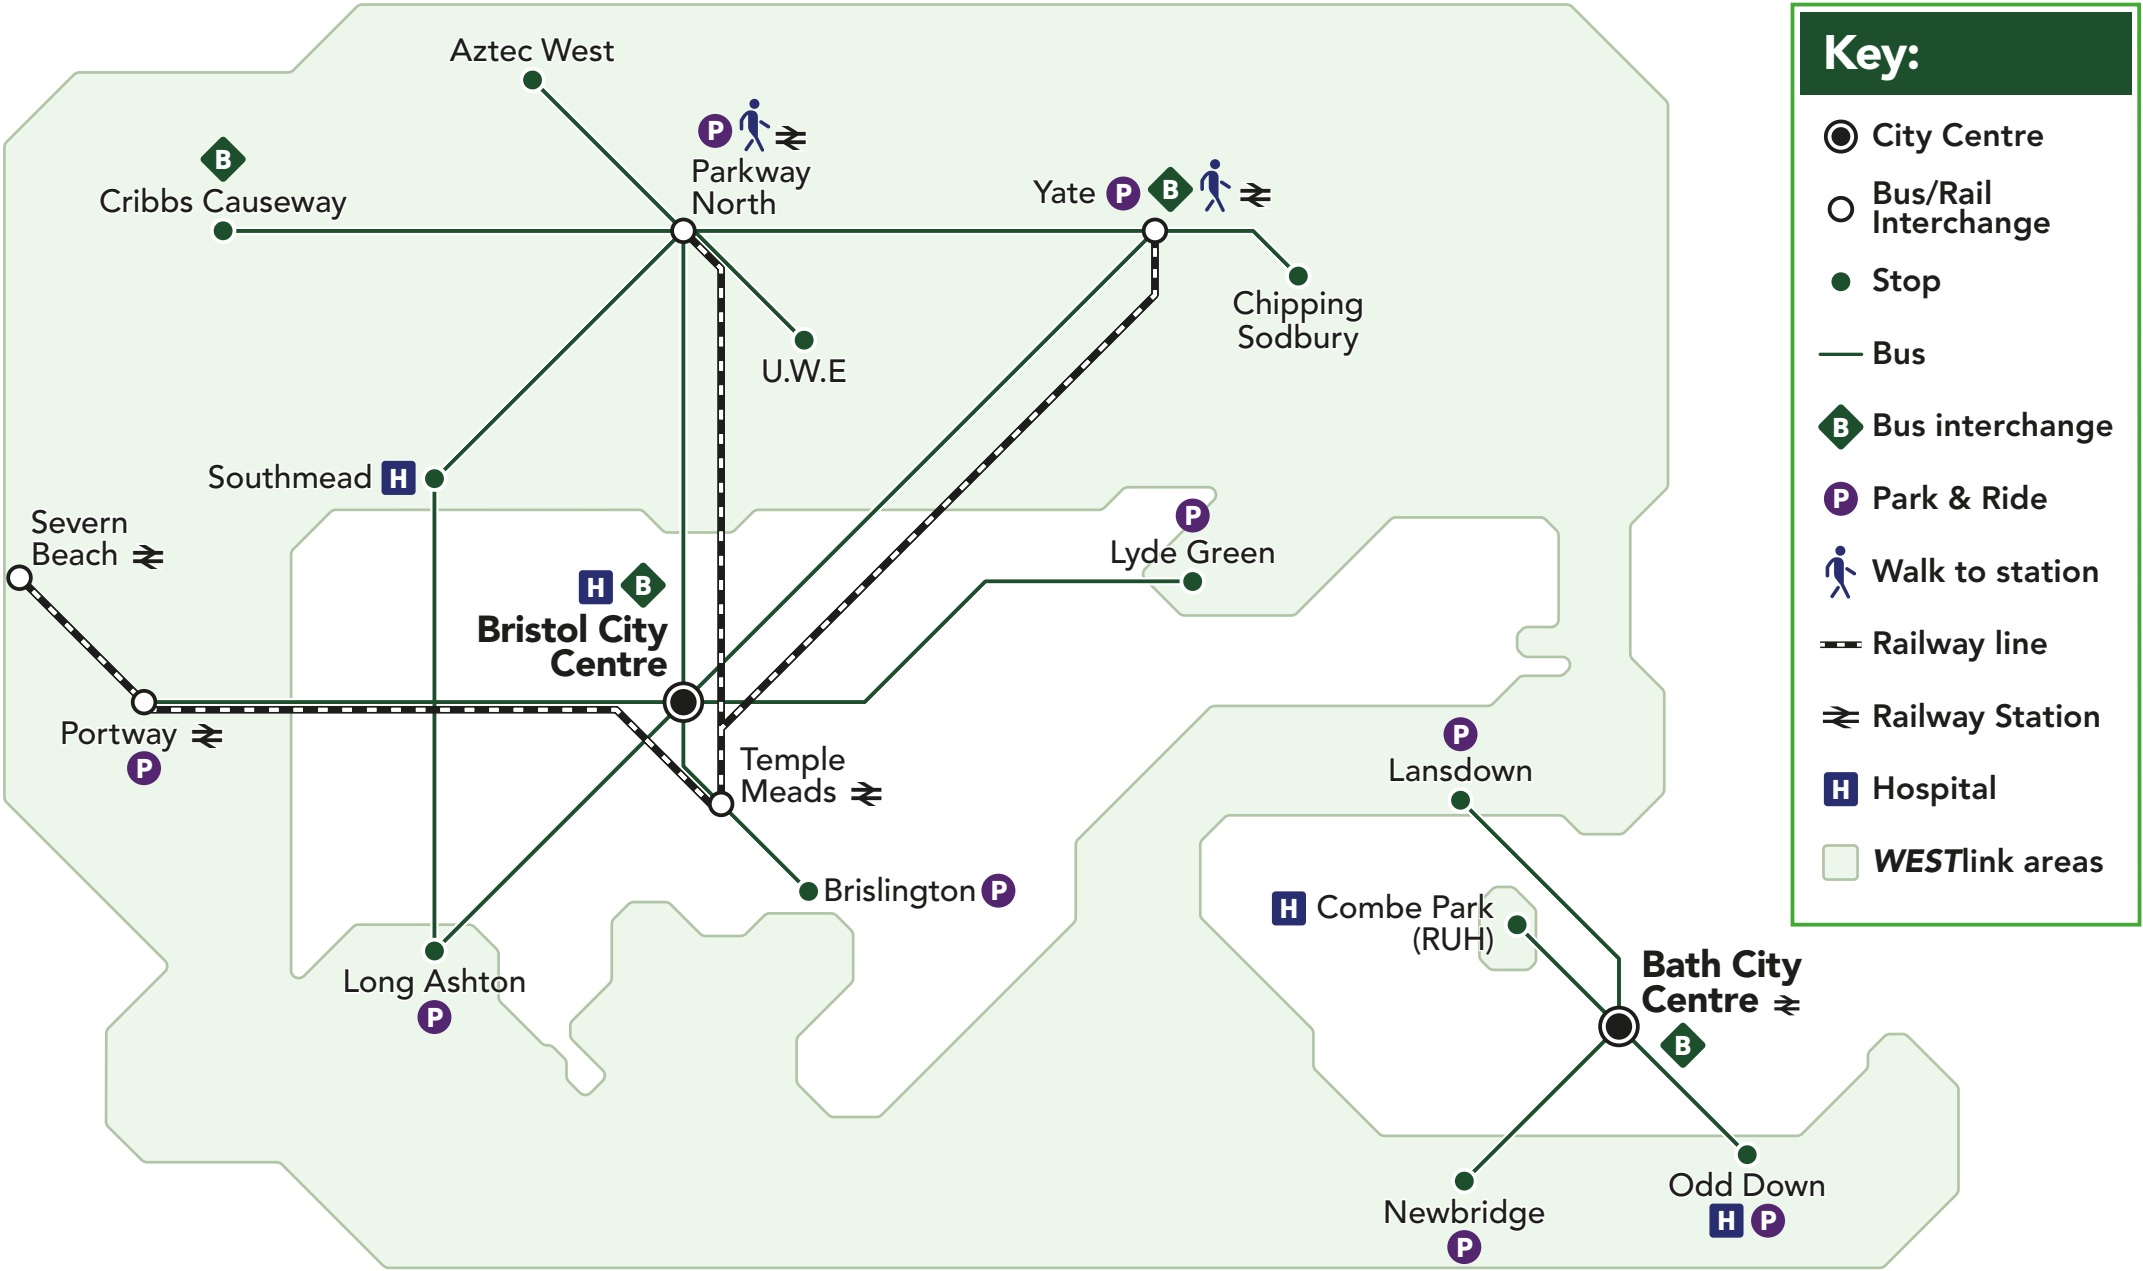 Aztec West
P
Parkway
North
B
Cribbs Causeway
Yate P B
Chipping
Sodbury
U.W.E
Southmead H
Severn
Beach
P
Lyde Green
H B
Bristol City
Centre
Portway
P
Temple
Meads
Brislington P
Long Ashton
P
P
Lansdown
H Combe Park
(RUH)
Bath City
Centre
B
Newbridge
P
Odd Down
H P
Key:
City Centre
Bus/Rail
Interchange
Stop
Bus
B Bus interchange
P Park & Ride
Walk to station
Railway line
Railway Station
H Hospital
WESTlink areas